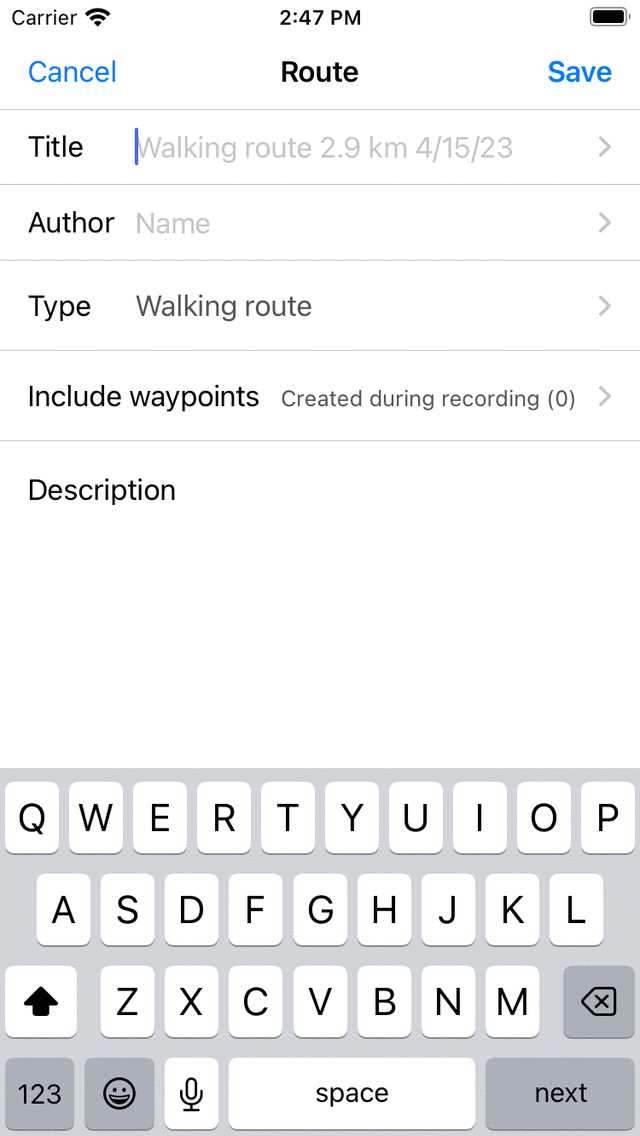 Carrier 2:47 PM
Cancel Route Save
Title Walking route 2.9 km 4/15/23
Author Name
Type Walking route
Include waypoints Created during recording (0)
Description
Q W E R T Y U I O P
A S D F G H J K L
Z X C V B N M
123 space next